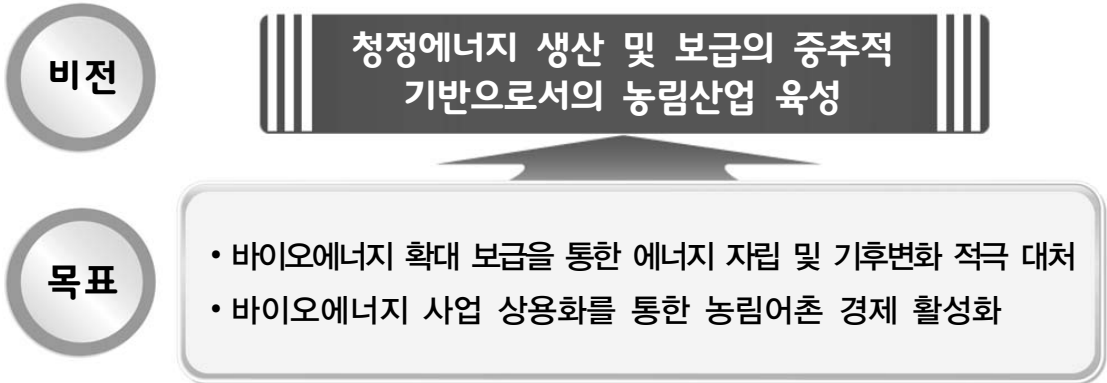 비전
청정에너지 생산 및 보급의 중추적
기반으로서의 농림산업 육성
목표
• 바이오에너지 확대 보급을 통한 에너지 자립 및 기후변화 적극 대처
• 바이오에너지 사업 상용화를 통한 농림어촌 경제 활성화